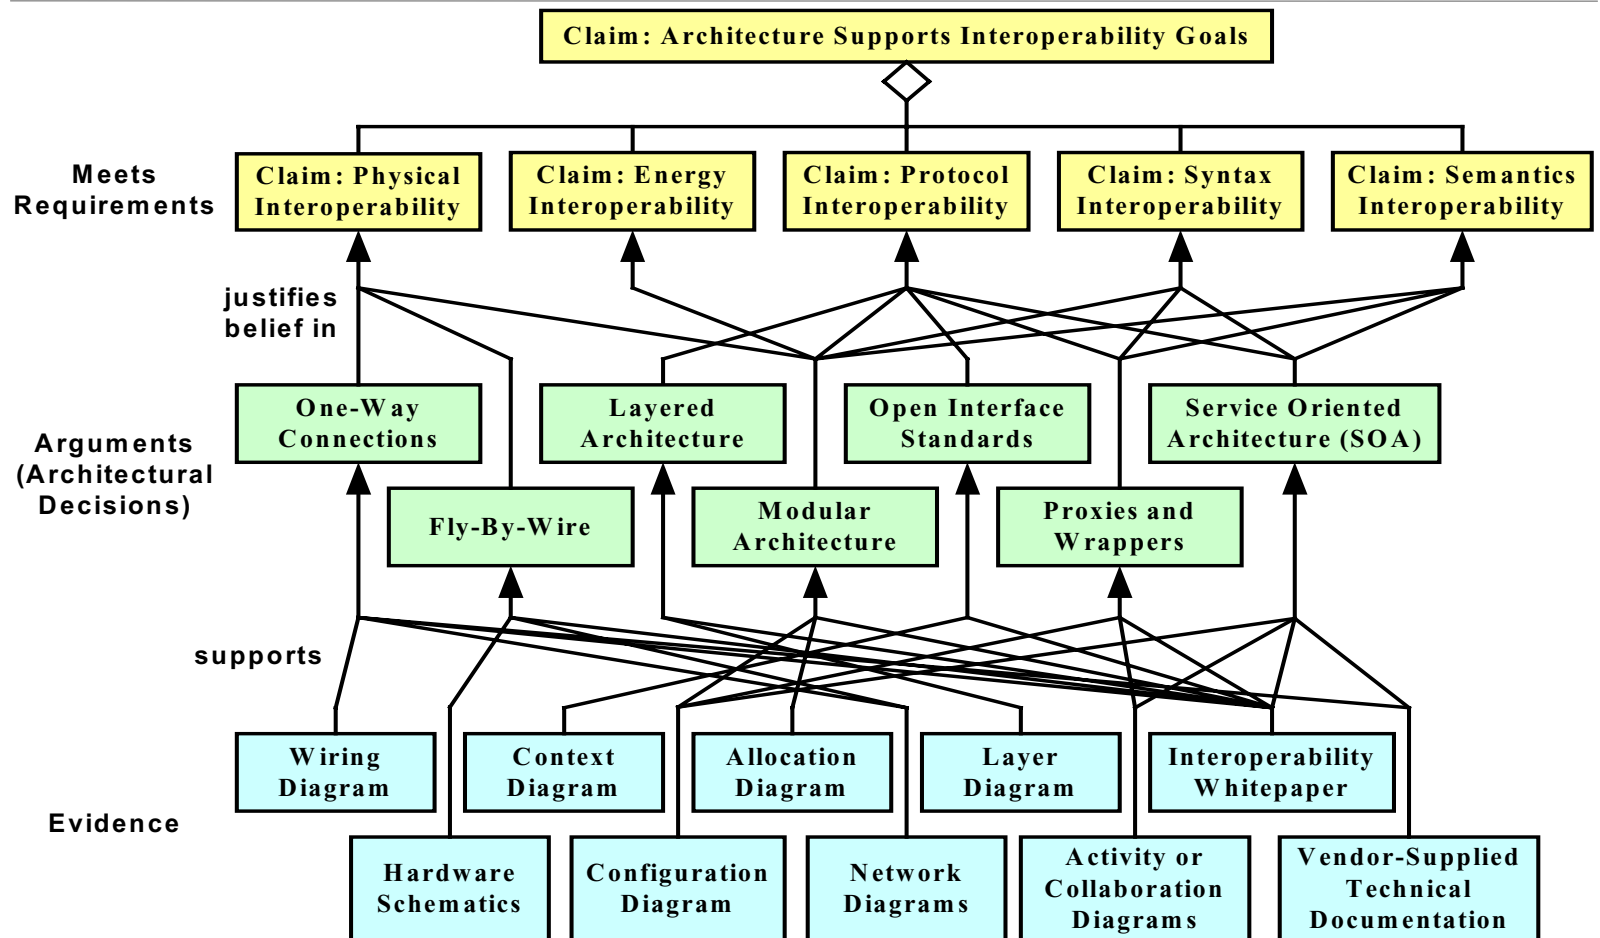 Claim: Architecture Supports Interoperability Goals
Meets
Requirements
Claim: Physical
Interoperability
Claim: Energy
Interoperability
Claim: Protocol
Interoperability
Claim: Syntax
Interoperability
Claim: Semantics
Interoperability
justifies
belief in
Arguments
(Architectural
Decisions)
One-Way
Connections
Layered
Architecture
Open Interface
Standards
Service Oriented
Architecture (SOA)
Fly-By-Wire
Modular
Architecture
Proxies and
Wrappers
supports
Evidence
Wiring
Diagram
Context
Diagram
Allocation
Diagram
Layer
Diagram
Interoperability
Whitepaper
Hardware
Schematics
Configuration
Diagram
Network
Diagrams
Activity or
Collaboration
Diagrams
Vendor-Supplied
Technical
Documentation